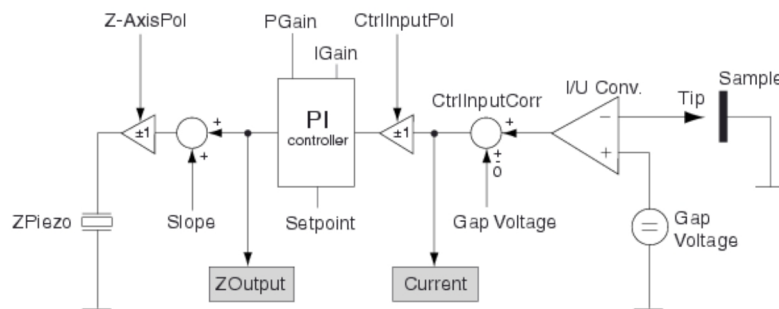 Z-AxisPol
PGain
CtrlInputPol
IGain
CtrlInputCorr
I/U Conv.
Tip
Sample
±1
+
+
PI
controller
±1
+
+
-
0
−
+
ZPiezo
Slope
Setpoint
Gap Voltage
=
Gap
Voltage
ZOutput
Current